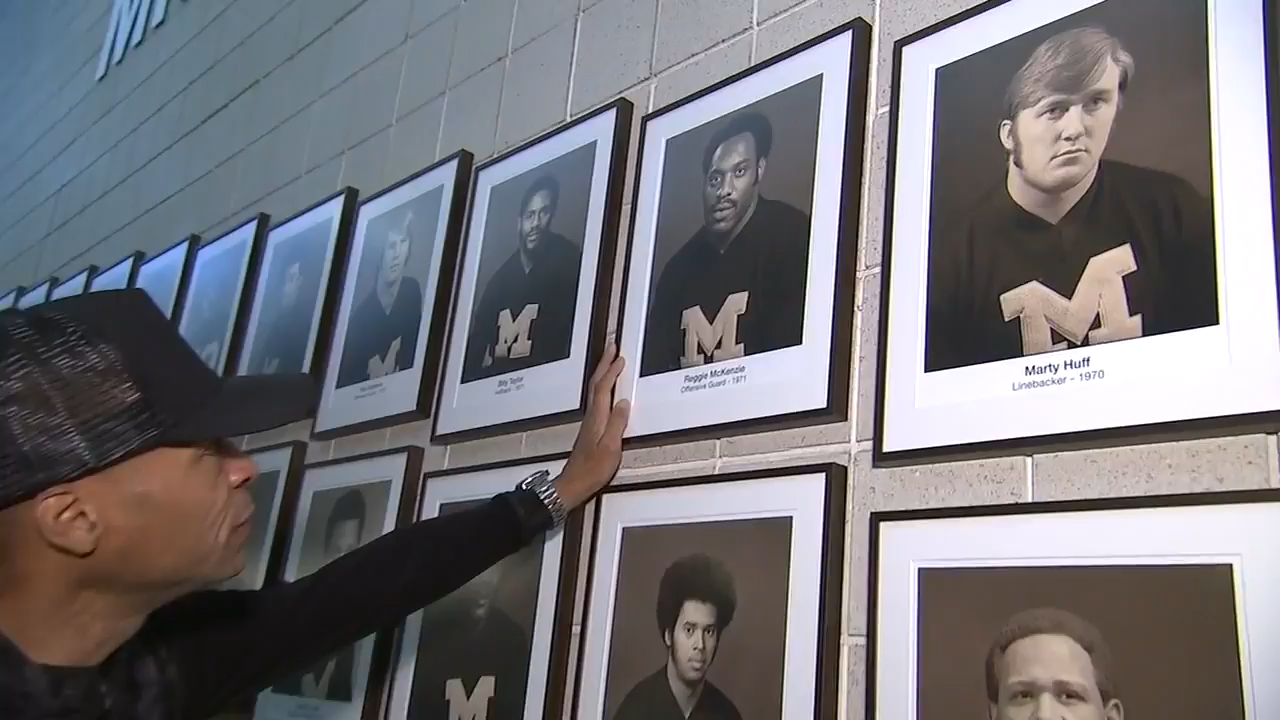 M
M
M
M
M
Billy Taylor
Reggie McKenzie
Offensive Guard - 1971
Marty Huff
Linebacker - 1970
M
M